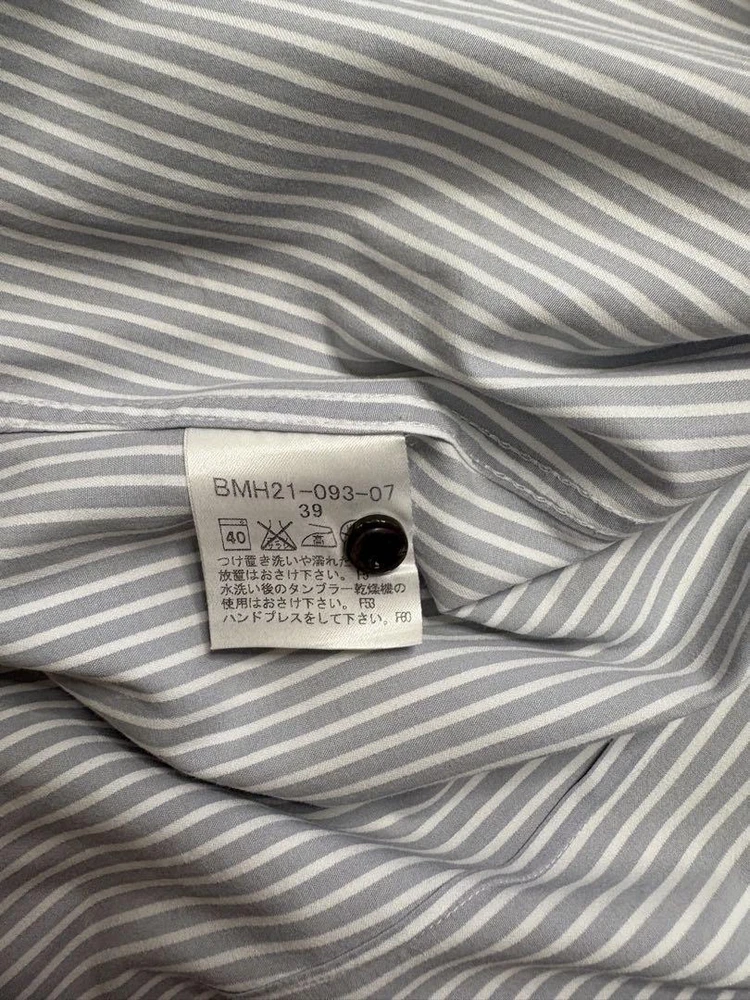 BMH21-093-07
39
40 高
つけ置き洗いや濡れた
放置はおさけ下さい。
水洗い後のタンブラー乾燥機の
使用はおさけ下さい。F53
ハンドプレスをして下さい。F60